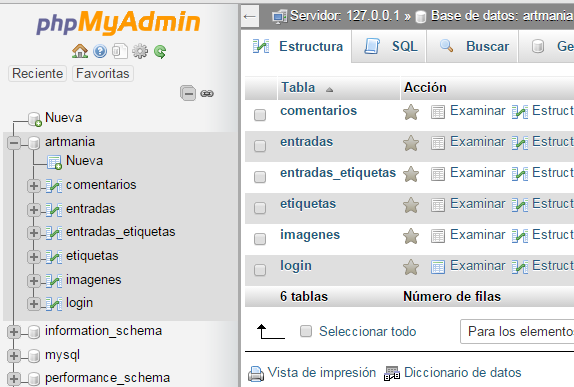 phpMyAdmin
Reciente Favoritas
Nueva
artmania
Nueva
comentarios
entradas
entradas_etiquetas
etiquetas
imagenes
login
information_schema
mysql
performance_schema
Servidor: 127.0.0.1 » Base de datos: artmania
Estructura SQL Buscar Ge
Tabla Acción
comentarios Examinar Estruct
entradas Examinar Estruct
entradas_etiquetas Examinar Estruct
etiquetas Examinar Estruct
imagenes Examinar Estruct
login Examinar Estruct
6 tablas Número de filas
Seleccionar todo Para los elemento
Vista de impresión Diccionario de datos